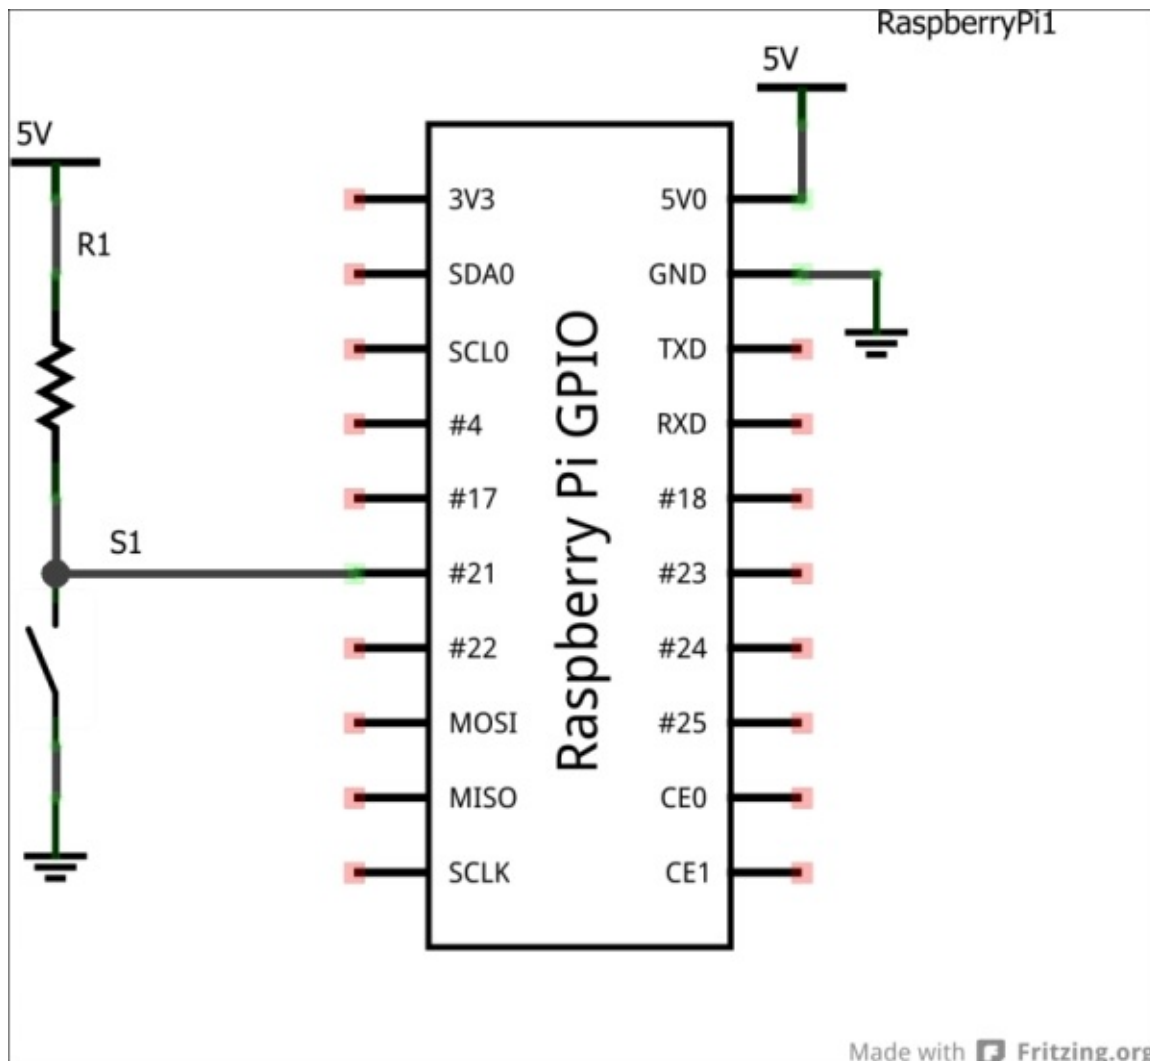 RaspberryPi1
5V
5V
R1
S1
3V3
SDA0
SCL0
#4
#17
#21
#22
MOSI
MISO
SCLK
Raspberry Pi GPIO
5V0
GND
TXD
RXD
#18
#23
#24
#25
CE0
CE1
Made with Fritzing.org